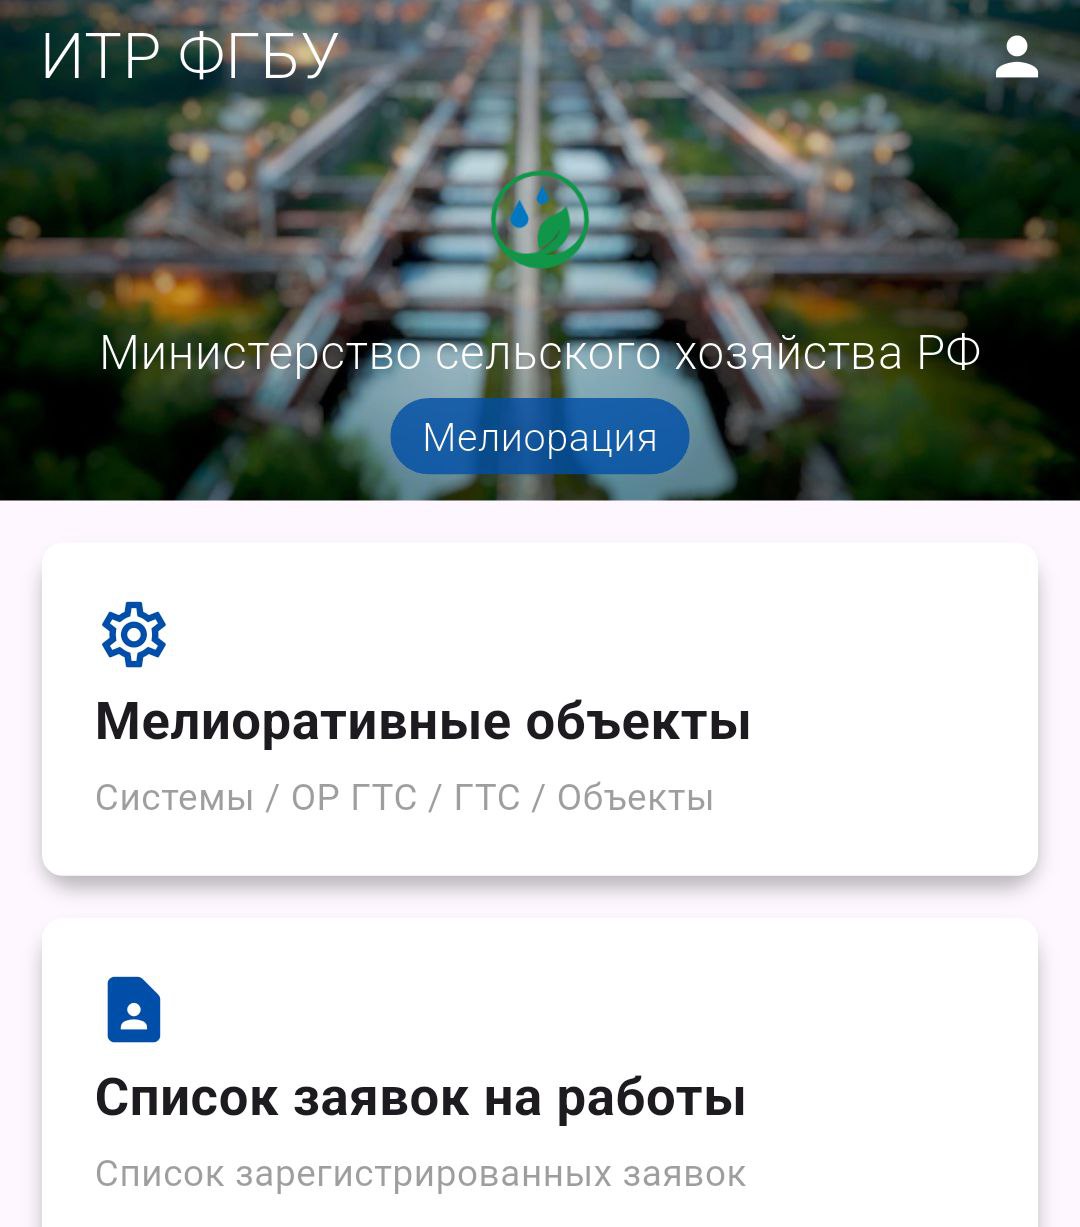 ИТР ФГБУ
Министерство сельского хозяйства РФ
Мелиорация
Мелиоративные объекты
Системы / ОР ГТС / ГТС / Объекты
Список заявок на работы
Список зарегистрированных заявок